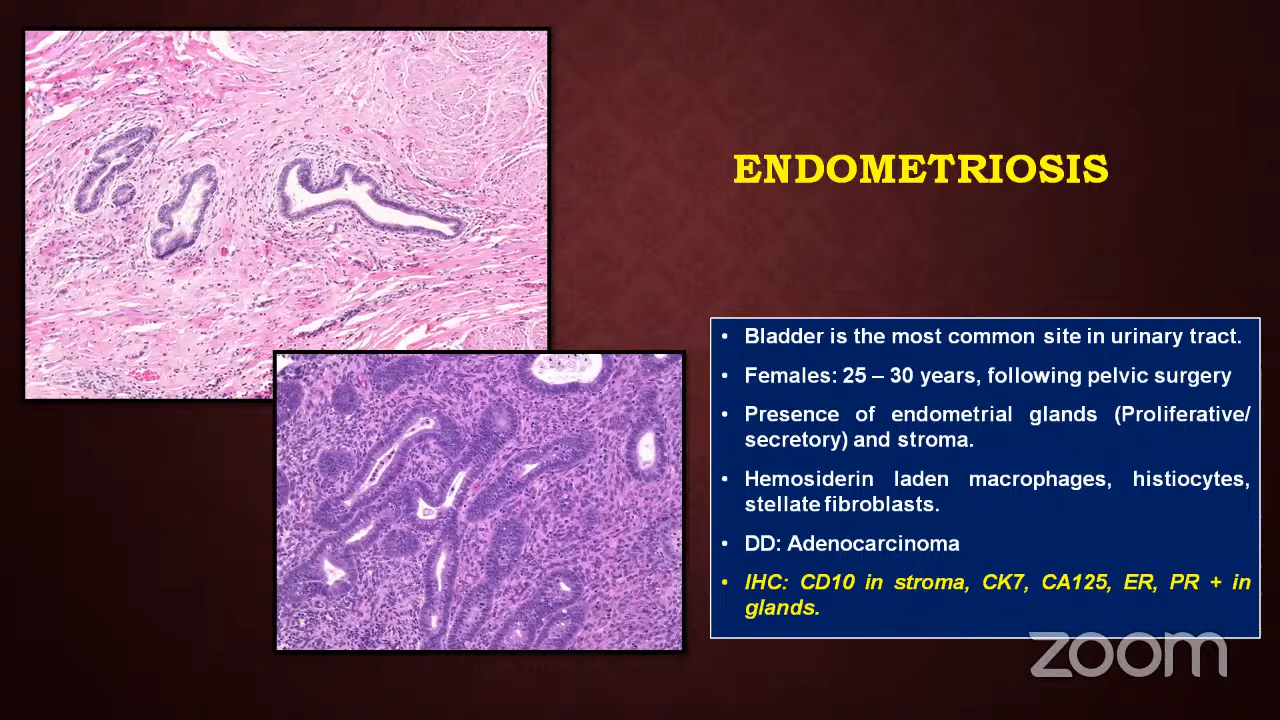 ENDOMETRIOSIS
• Bladder is the most common site in urinary tract.
• Females: 25 – 30 years, following pelvic surgery
• Presence of endometrial glands (Proliferative/
secretory) and stroma.
• Hemosiderin laden macrophages, histiocytes,
stellate fibroblasts.
• DD: Adenocarcinoma
• IHC: CD10 in stroma, CK7, CA125, ER, PR + in
glands.
zoom